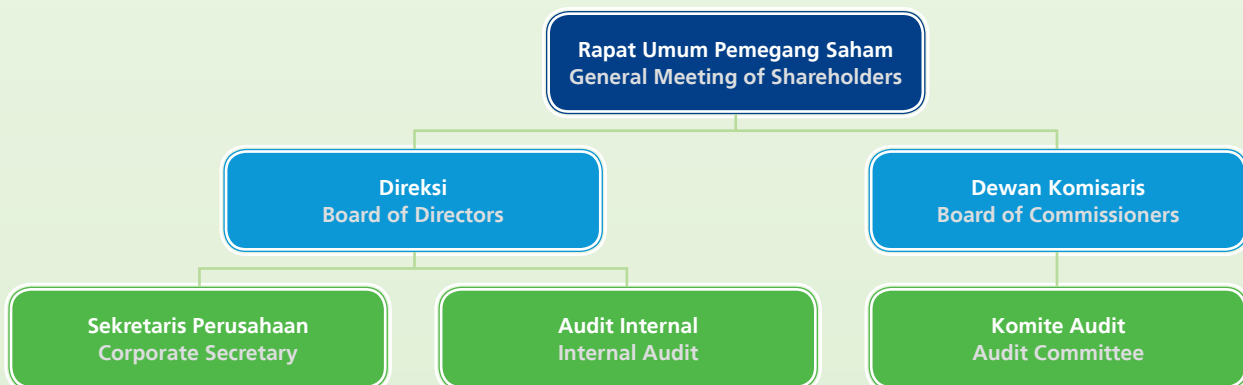 Rapat Umum Pemegang Saham
General Meeting of Shareholders
Direksi
Board of Directors
Dewan Komisaris
Board of Commissioners
Sekretaris Perusahaan
Corporate Secretary
Audit Internal
Internal Audit
Komite Audit
Audit Committee